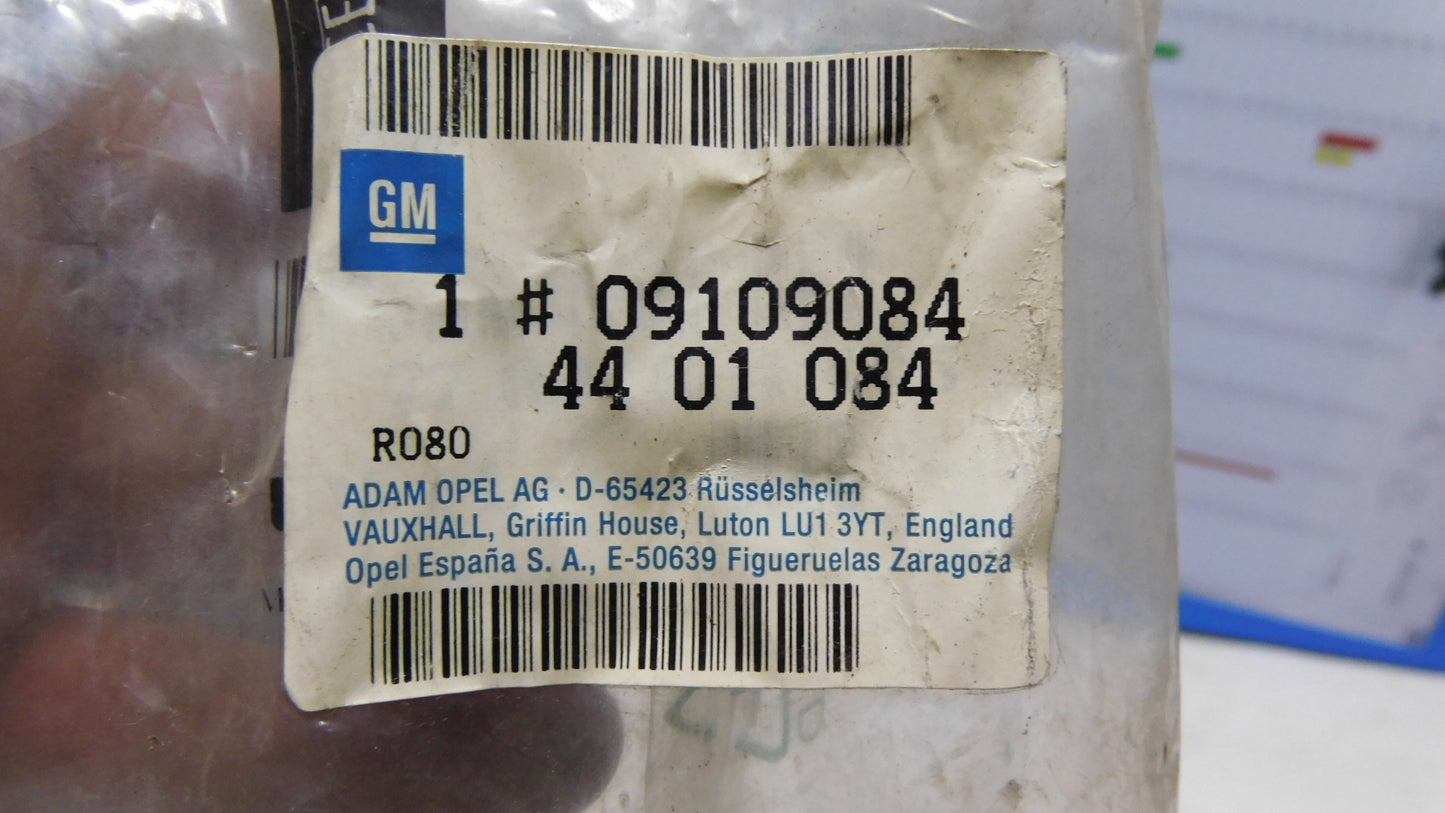 GM
1 # 09109084
44 01 084
R080
ADAM OPEL AG · D-65423 Rüsselsheim
VAUXHALL, Griffin House, Luton LU1 3YT, England
Opel España S. A., E-50639 Figueruelas Zaragoza